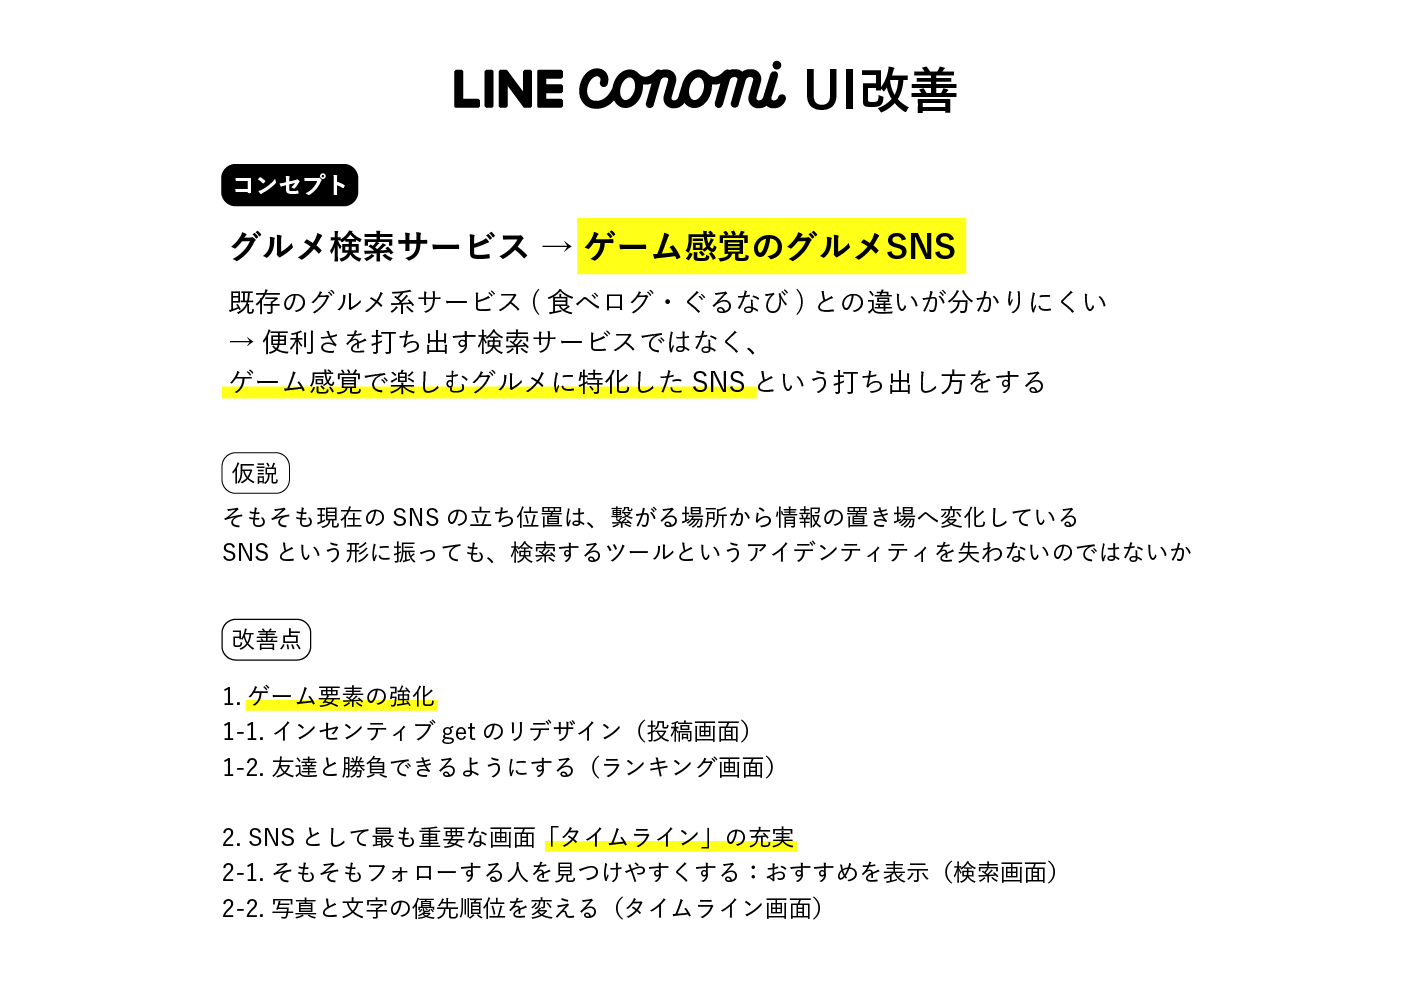 LINE conomi UI改善
コンセプト
グルメ検索サービス → ゲーム感覚のグルメSNS
既存のグルメ系サービス ( 食べログ・ぐるなび ) との違いが分かりにくい
→ 便利さを打ち出す検索サービスではなく、
ゲーム感覚で楽しむグルメに特化した SNS という打ち出し方をする
仮説
そもそも現在の SNS の立ち位置は、繋がる場所から情報の置き場へ変化している
SNS という形に振っても、検索するツールというアイデンティティを失わないのではないか
改善点
1. ゲーム要素の強化
1-1. インセンティブ get のリデザイン（投稿画面）
1-2. 友達と勝負できるようにする（ランキング画面）
2. SNS として最も重要な画面「タイムライン」の充実
2-1. そもそもフォローする人を見つけやすくする：おすすめを表示（検索画面）
2-2. 写真と文字の優先順位を変える（タイムライン画面）